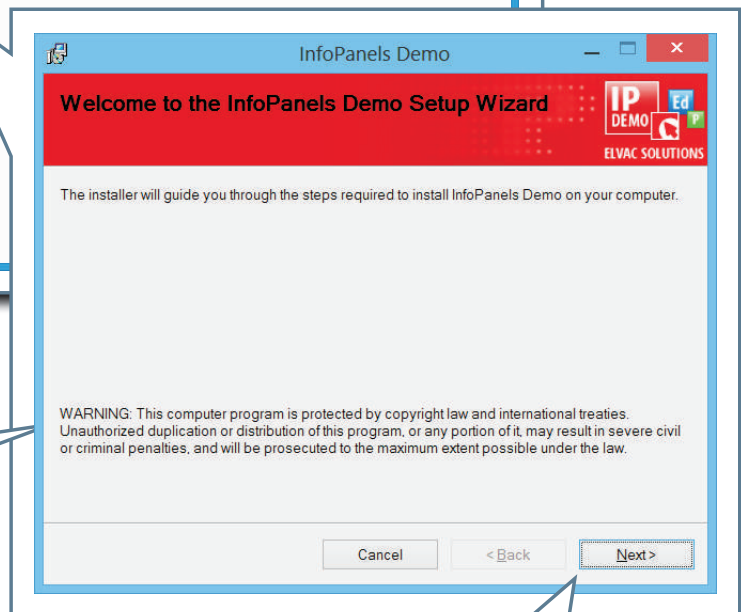 InfoPanels Demo
Welcome to the InfoPanels Demo Setup Wizard
IP
DEMO
Ed
P
ELVAC SOLUTIONS
The installer will guide you through the steps required to install InfoPanels Demo on your computer.
WARNING: This computer program is protected by copyright law and international treaties.
Unauthorized duplication or distribution of this program, or any portion of it, may result in severe civil
or criminal penalties, and will be prosecuted to the maximum extent possible under the law.
Cancel
< Back
Next >